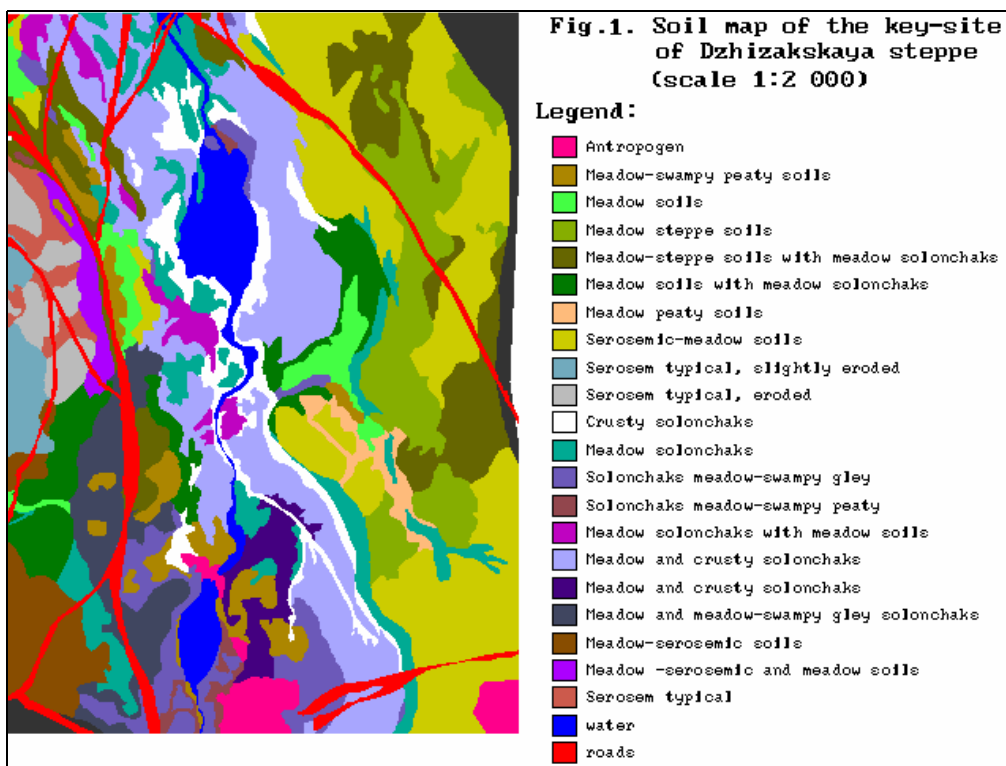 Fig.1. Soil map of the key-site
of Dzhizakskaya steppe
(scale 1:2 000)
Legend:
Antropogen
Meadow-swampy peaty soils
Meadow soils
Meadow steppe soils
Meadow-steppe soils with meadow solonchaks
Meadow soils with meadow solonchaks
Meadow peaty soils
Serosemic-meadow soils
Serosem typical, slightly eroded
Serosem typical, eroded
Crusty solonchaks
Meadow solonchaks
Solonchaks meadow-swampy gley
Solonchaks meadow-swampy peaty
Meadow solonchaks with meadow soils
Meadow and crusty solonchaks
Meadow and crusty solonchaks
Meadow and meadow-swampy gley solonchaks
Meadow-serosemic soils
Meadow -serosemic and meadow soils
Serosem typical
water
roads